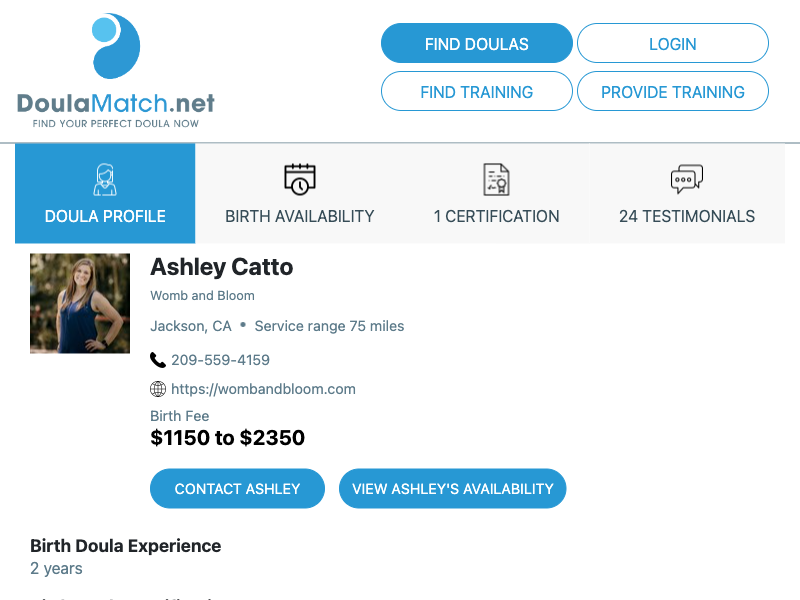 DoulaMatch.net
FIND YOUR PERFECT DOULA NOW
FIND DOULAS
LOGIN
FIND TRAINING
PROVIDE TRAINING
DOULA PROFILE
BIRTH AVAILABILITY
1 CERTIFICATION
24 TESTIMONIALS
Ashley Catto
Womb and Bloom
Jackson, CA • Service range 75 miles
209-559-4159
https://wombandbloom.com
Birth Fee
$1150 to $2350
CONTACT ASHLEY
VIEW ASHLEY'S AVAILABILITY
Birth Doula Experience
2 years